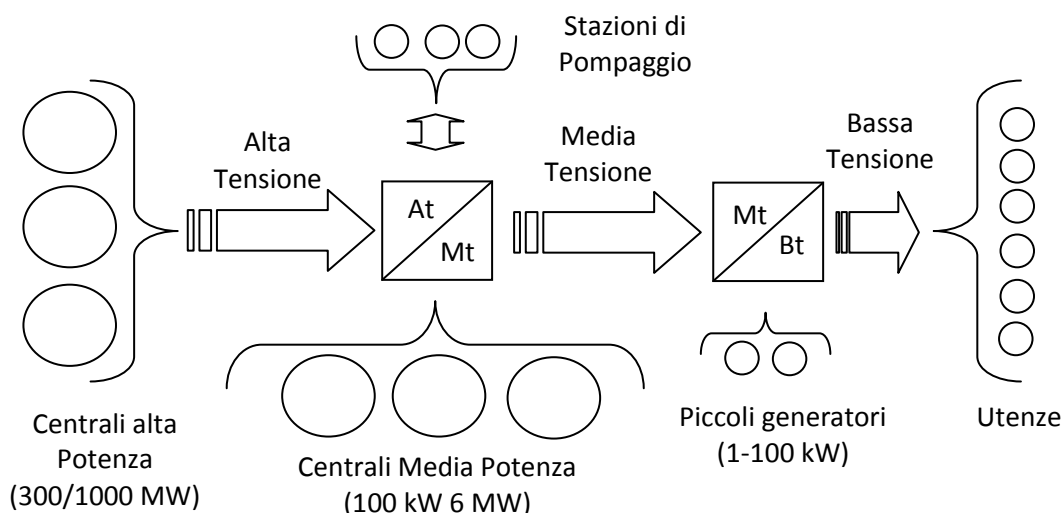 Stazioni di
Pompaggio
Alta
Tensione
Media
Tensione
Bassa
Tensione
At
Mt
Mt
Bt
Centrali alta
Potenza
(300/1000 MW)
Centrali Media Potenza
(100 kW 6 MW)
Piccoli generatori
(1-100 kW)
Utenze